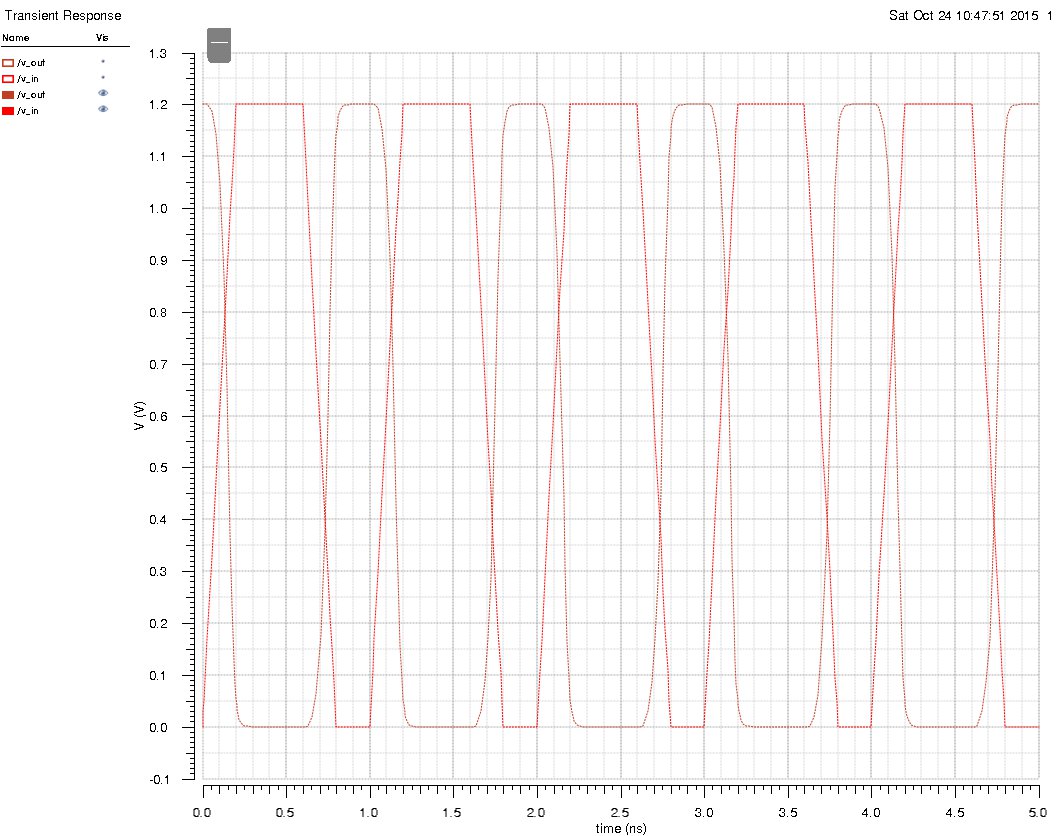 Transient Response
Sat Oct 24 10:47:51 2015 1
Name Vis
/v_out
/v_in
/v_out
/v_in
1.3
1.2
1.1
1.0
0.9
0.8
0.7
0.6
0.5
0.4
0.3
0.2
0.1
0.0
-0.1
V (V)
0.0 0.5 1.0 1.5 2.0 2.5 3.0 3.5 4.0 4.5 5.0
time (ns)